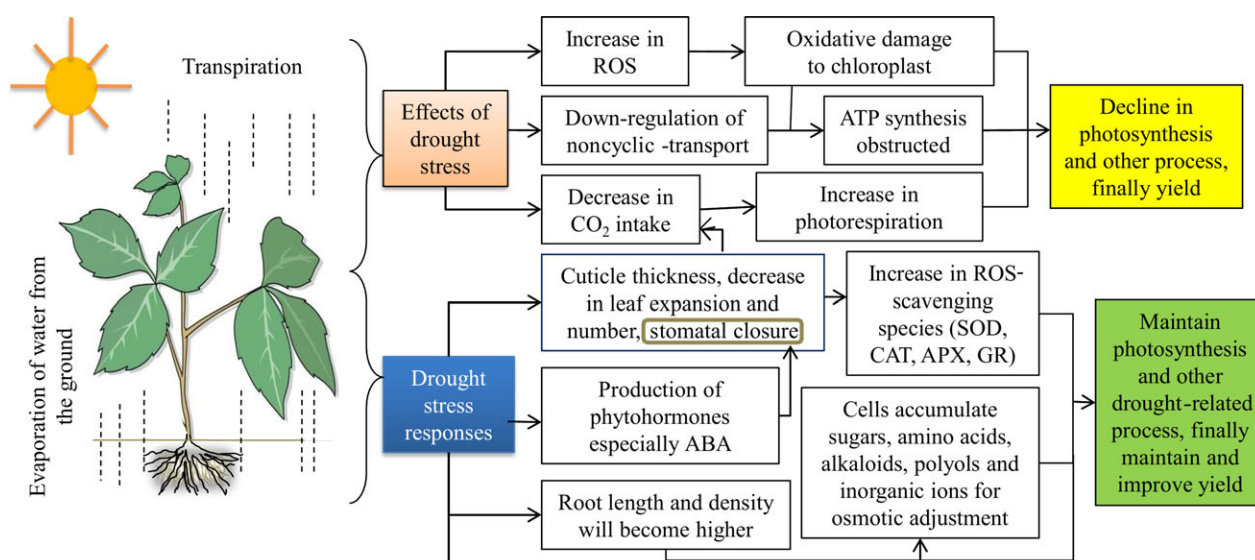 Transpiration
Evaporation of water from
the ground
Effects of
drought
stress
Increase in
ROS
Oxidative damage
to chloroplast
Down-regulation of
noncyclic -transport
ATP synthesis
obstructed
Decrease in
CO₂ intake
Increase in
photorespiration
Decline in
photosynthesis
and other process,
finally yield
Drought
stress
responses
Cuticle thickness, decrease
in leaf expansion and
number, stomatal closure
Increase in ROS-
scavenging
species (SOD,
CAT, APX, GR)
Production of
phytohormones
especially ABA
Cells accumulate
sugars, amino acids,
alkaloids, polyols and
inorganic ions for
osmotic adjustment
Root length and density
will become higher
Maintain
photosynthesis
and other
drought-related
process, finally
maintain and
improve yield